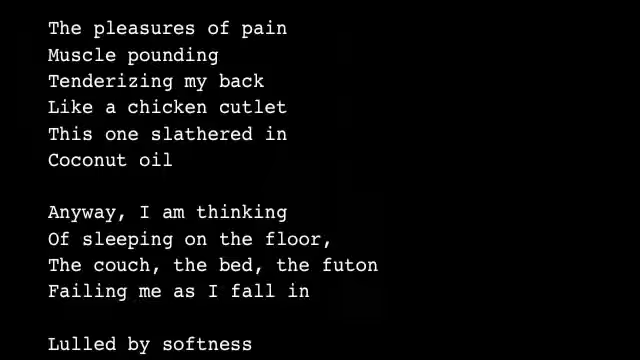 The pleasures of pain
Muscle pounding
Tenderizing my back
Like a chicken cutlet
This one slathered in
Coconut oil
Anyway, I am thinking
Of sleeping on the floor,
The couch, the bed, the futon
Failing me as I fall in
Lulled by softness